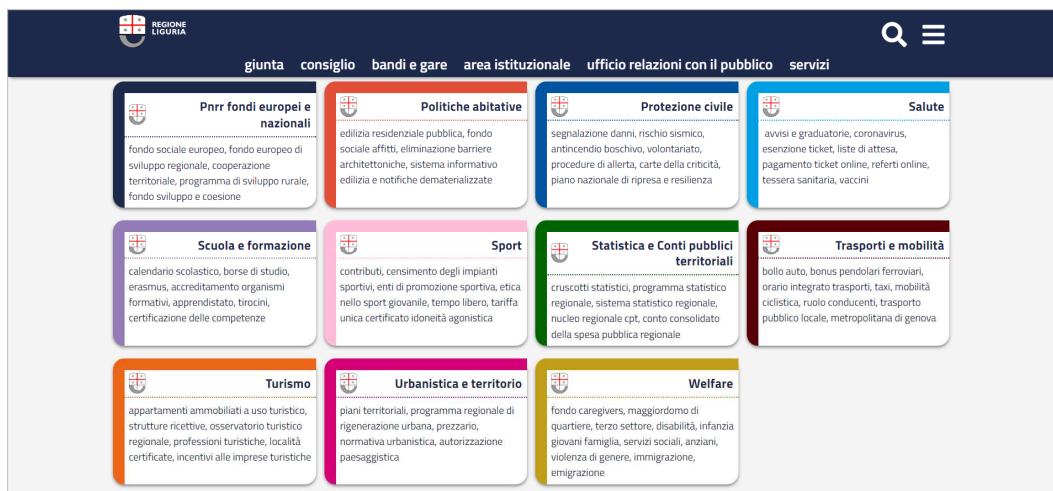 REGIONE
LIGURIA
giunta consiglio bandi e gare area istituzionale ufficio relazioni con il pubblico servizi
Pnrr fondi europei e
nazionali
fondo sociale europeo, fondo europeo di
sviluppo regionale, cooperazione
territoriale, programma di sviluppo rurale,
fondo sviluppo e coesione
Politiche abitative
edilizia residenziale pubblica, fondo
sociale affitti, eliminazione barriere
architettoniche, sistema informativo
edilizia e notifiche dematerializzate
Protezione civile
segnalazione danni, rischio sismico,
antincendio boschivo, volontariato,
procedure di allerta, carte della criticità,
piano nazionale di ripresa e resilienza
Salute
avvisi e graduatorie, coronavirus,
esenzione ticket, liste di attesa,
pagamento ticket online, referti online,
tessera sanitaria, vaccini
Scuola e formazione
calendario scolastico, borse di studio,
erasmus, accreditamento organismi
formativi, apprendistato, tirocini,
certificazione delle competenze
Sport
contributi, censimento degli impianti
sportivi, enti di promozione sportiva, etica
nello sport giovanile, tempo libero, tariffa
unica certificato idoneità agonistica
Statistica e Conti pubblici
territoriali
cruscotti statistici, programma statistico
regionale, sistema statistico regionale,
nucleo regionale cpt, conto consolidato
della spesa pubblica regionale
Trasporti e mobilità
bollo auto, bonus pendolari ferroviari,
orario integrato trasporti, taxi, mobilità
ciclistica, ruolo conducenti, trasporto
pubblico locale, metropolitana di genova
Turismo
appartamenti ammobiliati a uso turistico,
strutture ricettive, osservatorio turistico
regionale, professioni turistiche, località
certificate, incentivi alle imprese turistiche
Urbanistica e territorio
piani territoriali, programma regionale di
rigenerazione urbana, prezzario,
normativa urbanistica, autorizzazione
paesaggistica
Welfare
fondo caregivers, maggiordomo di
quartiere, terzo settore, disabilità, infanzia
giovani famiglia, servizi sociali, anziani,
violenza di genere, immigrazione,
emigrazione